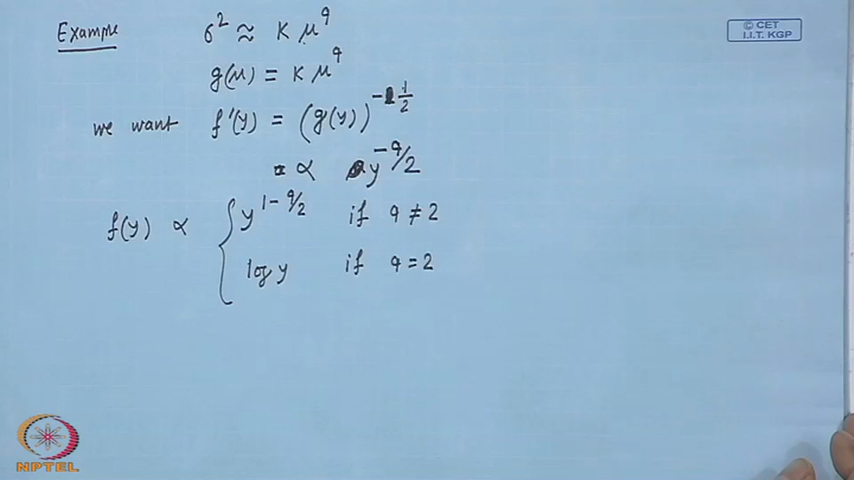 Example σ² ≈ K μ^q
g(μ) = K μ^q
we want f'(y) = (g(y))^{-1/2}
∝ y^{-q/2}
f(y) ∝ { y^{1-q/2} if q ≠ 2
log y if q = 2
© CET
I.I.T. KGP
NPTEL